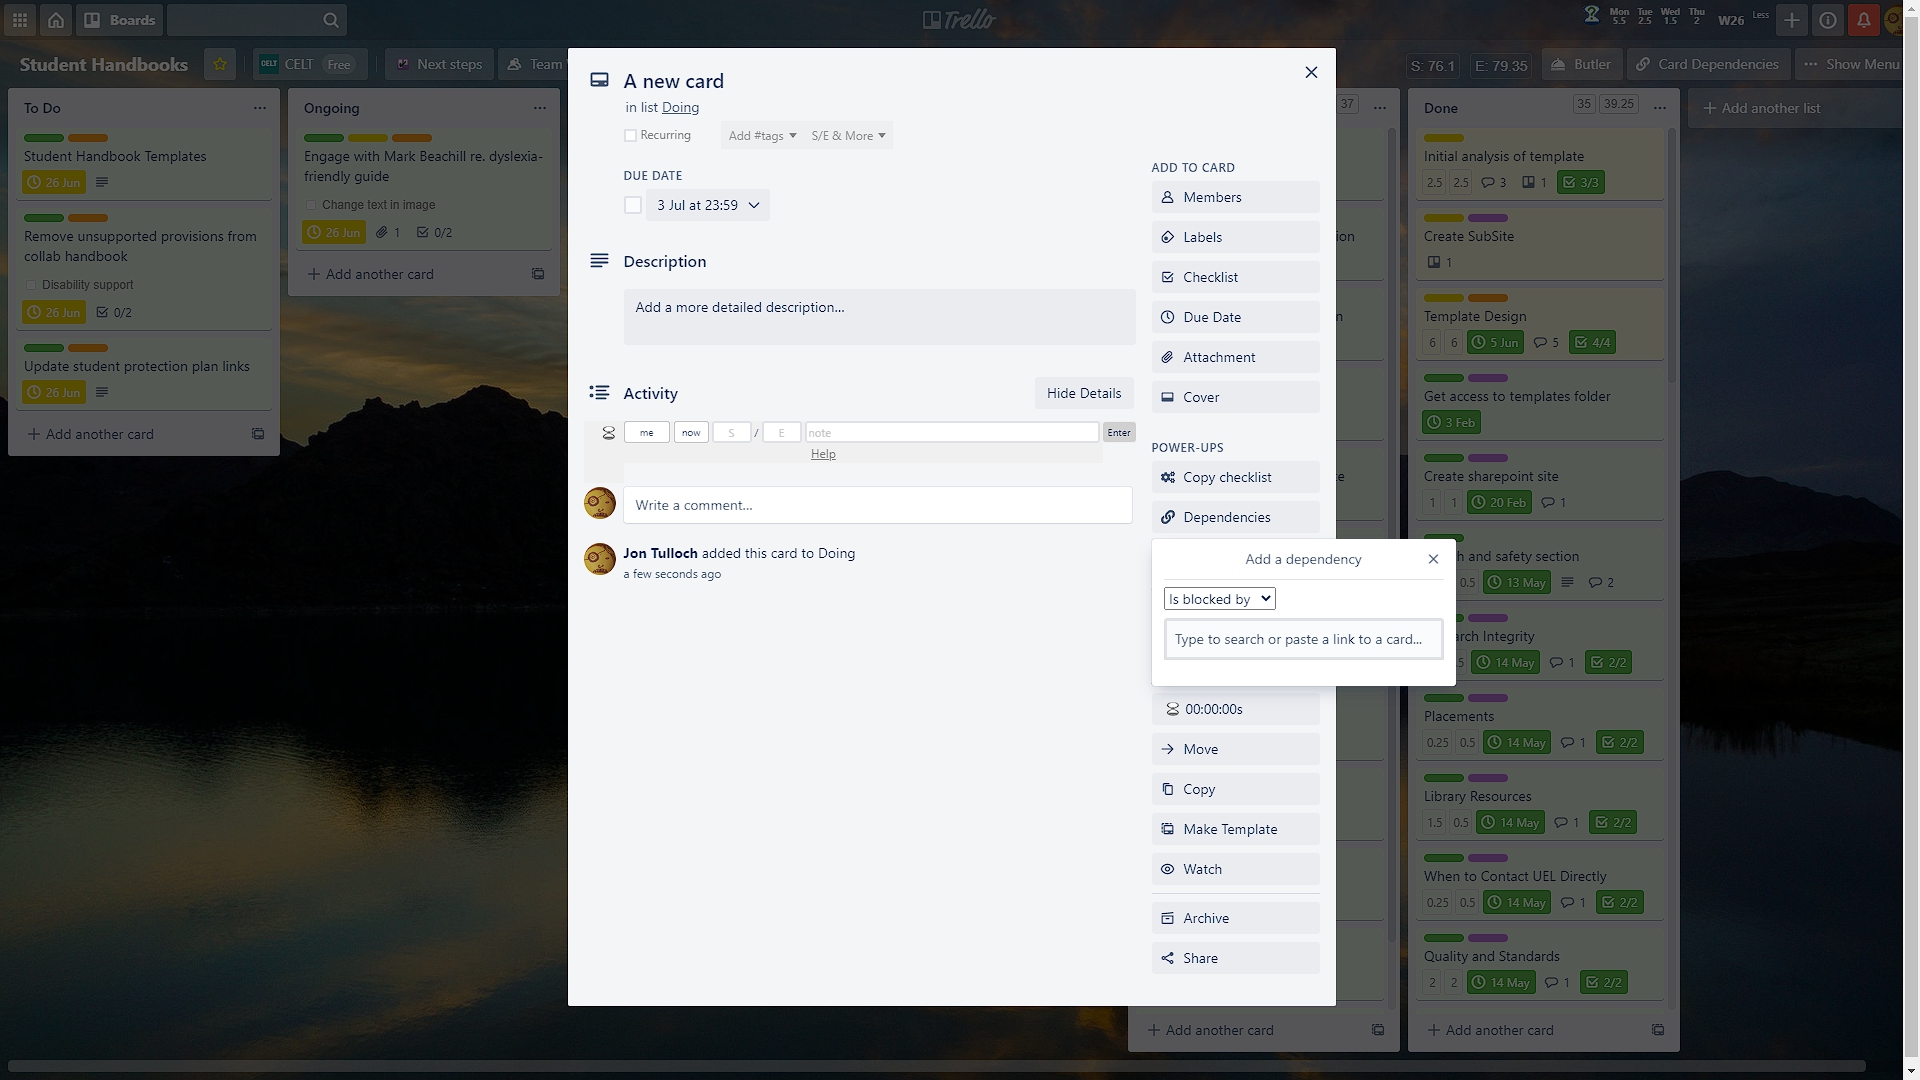 Boards
Trello
Mon Tue Wed Thu
5.5 2.5 1.5 2
W26
Less
Student Handbooks
CELT
CELT Free
Next steps
Team
S: 76.1
E: 79.35
Butler
Card Dependencies
Show Menu
To Do
Student Handbook Templates
26 Jun
Remove unsupported provisions from
collab handbook
Disability support
26 Jun 0/2
Update student protection plan links
26 Jun
Add another card
Ongoing
Engage with Mark Beachill re. dyslexia-
friendly guide
Change text in image
26 Jun 1 0/2
Add another card
A new card
in list Doing
Recurring
Add #tags
S/E & More
DUE DATE
3 Jul at 23:59
Description
Add a more detailed description...
Activity
Hide Details
me now S / E note Enter
Help
Write a comment...
Jon Tulloch added this card to Doing
a few seconds ago
ADD TO CARD
Members
Labels
Checklist
Due Date
Attachment
Cover
POWER-UPS
Copy checklist
Dependencies
Add a dependency
Is blocked by
Type to search or paste a link to a card...
00:00:00s
Move
Copy
Make Template
Watch
Archive
Share
37
ion
n
e
Add another card
Done
35 39.25
Initial analysis of template
2.5 2.5 3 1 3/3
Create SubSite
1
Template Design
6 6 5 Jun 5 4/4
Get access to templates folder
3 Feb
Create sharepoint site
1 1 20 Feb 1
h and safety section
0.5 13 May 2
rch Integrity
5 14 May 1 2/2
Placements
0.25 0.5 14 May 1 2/2
Library Resources
1.5 0.5 14 May 1 2/2
When to Contact UEL Directly
0.25 0.5 14 May 1 2/2
Quality and Standards
2 2 14 May 1 2/2
Add another card
Add another list